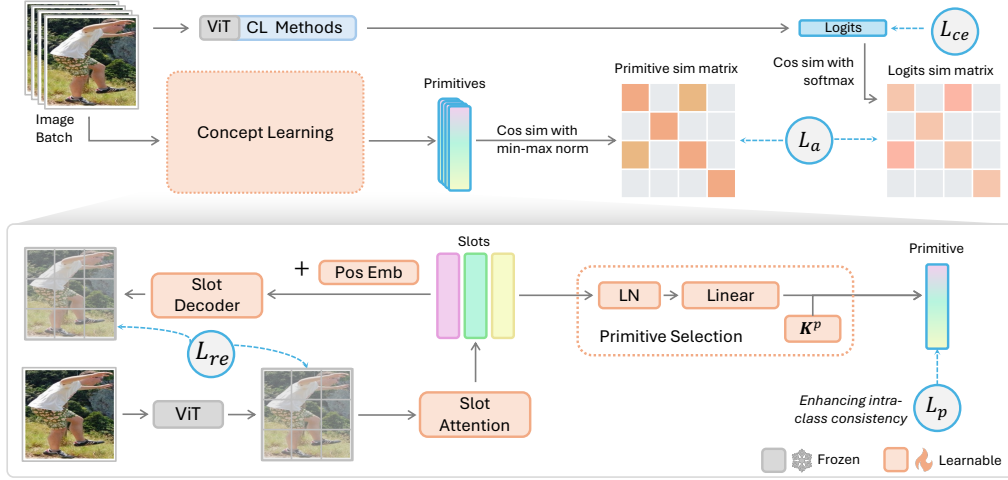 ViT CL Methods
Logits
L_ce
Image
Batch
Concept Learning
Primitives
Cos sim with
min-max norm
Primitive sim matrix
Cos sim with
softmax
Logits sim matrix
L_a
Slot
Decoder
+ Pos Emb
Slots
LN
Linear
K^p
Primitive Selection
Primitive
L_re
ViT
Slot
Attention
Enhancing intra-
class consistency
L_p
Frozen
Learnable